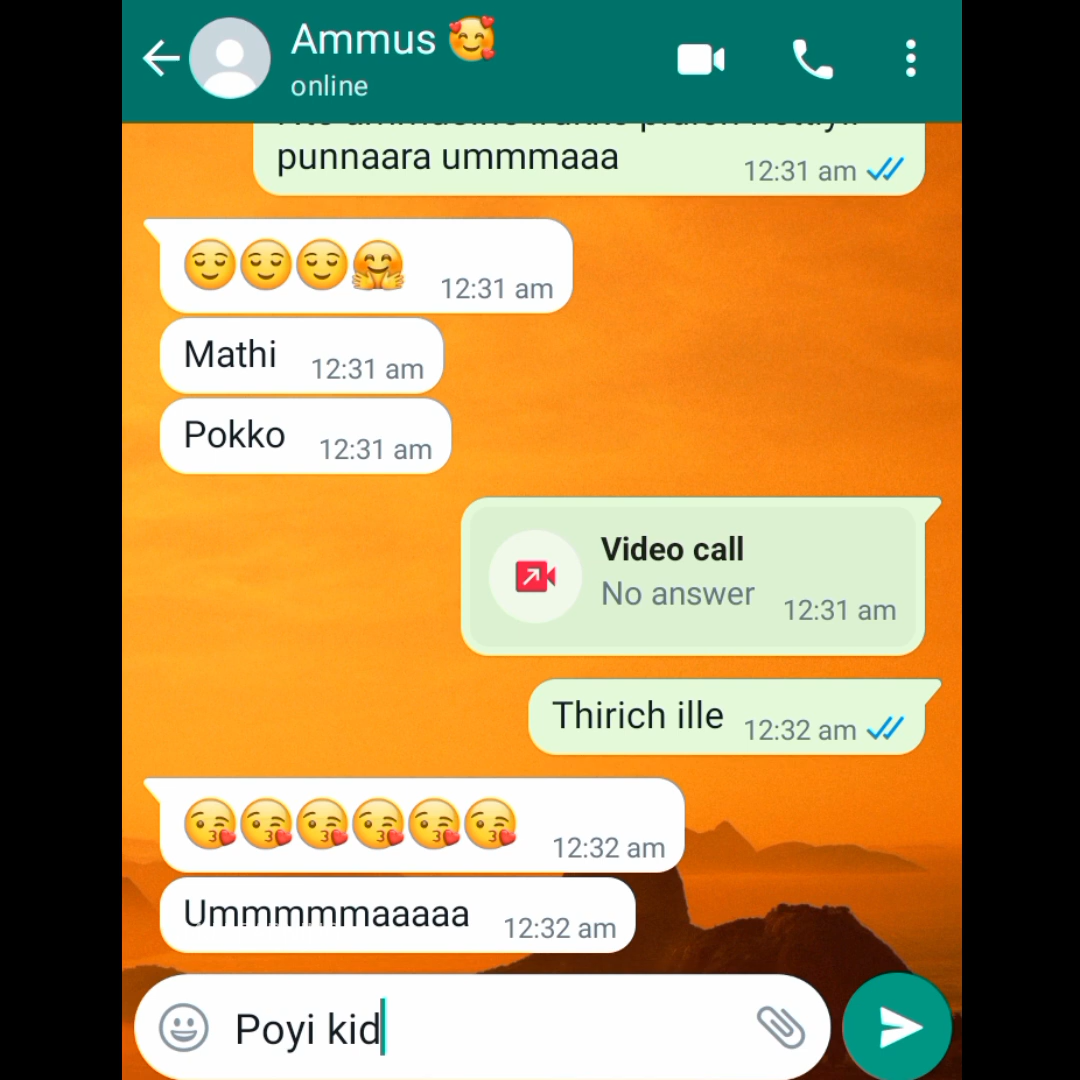 Ammus 🥰
online
punnaara ummmaaa 12:31 am
😌😌😌🤗 12:31 am
Mathi 12:31 am
Pokko 12:31 am
Video call
No answer 12:31 am
Thirich ille 12:32 am
😘😘😘😘😘😘 12:32 am
Ummmmmaaaaa 12:32 am
Poyi kid